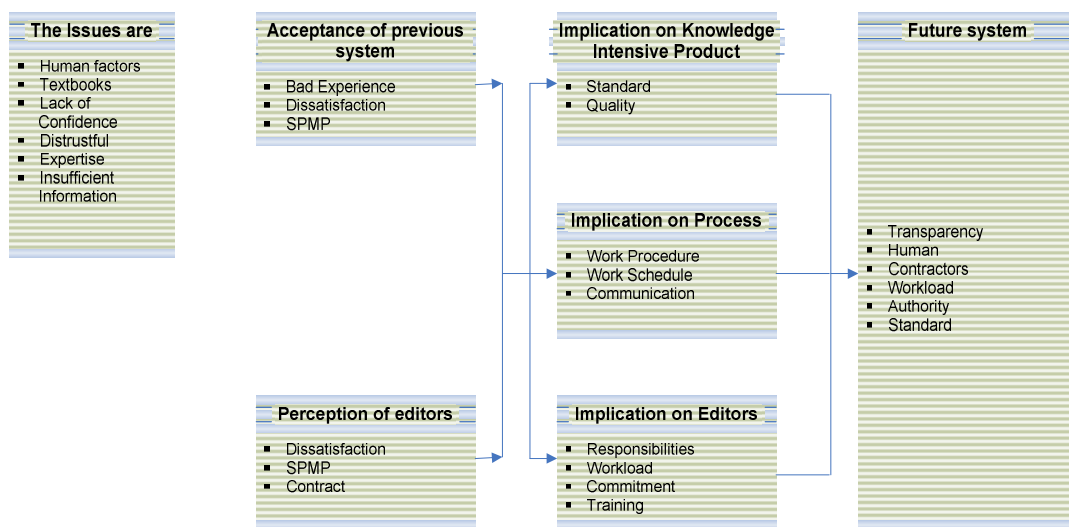 The Issues are
Human factors
Textbooks
Lack of
Confidence
Distrustful
Expertise
Insufficient
Information
Acceptance of previous
system
Bad Experience
Dissatisfaction
SPMP
Perception of editors
Dissatisfaction
SPMP
Contract
Implication on Knowledge
Intensive Product
Standard
Quality
Implication on Process
Work Procedure
Work Schedule
Communication
Implication on Editors
Responsibilities
Workload
Commitment
Training
Future system
Transparency
Human
Contractors
Workload
Authority
Standard